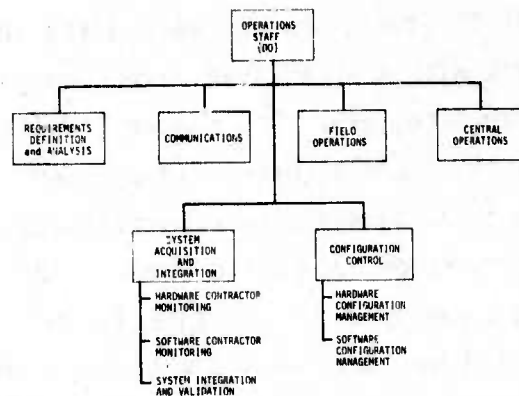 OPERATIONS
STAFF
(DO)
REQUIREMENTS
DEFINITION
and ANALYSIS
COMMUNICATIONS
FIELD
OPERATIONS
CENTRAL
OPERATIONS
SYSTEM
ACQUISITION
AND
INTEGRATION
HARDWARE CONTRACTOR
MONITORING
SOFTWARE CONTRACTOR
MONITORING
SYSTEM INTEGRATION
AND VALIDATION
CONFIGURATION
CONTROL
HARDWARE
CONFIGURATION
MANAGEMENT
SOFTWARE
CONFIGURATION
MANAGEMENT